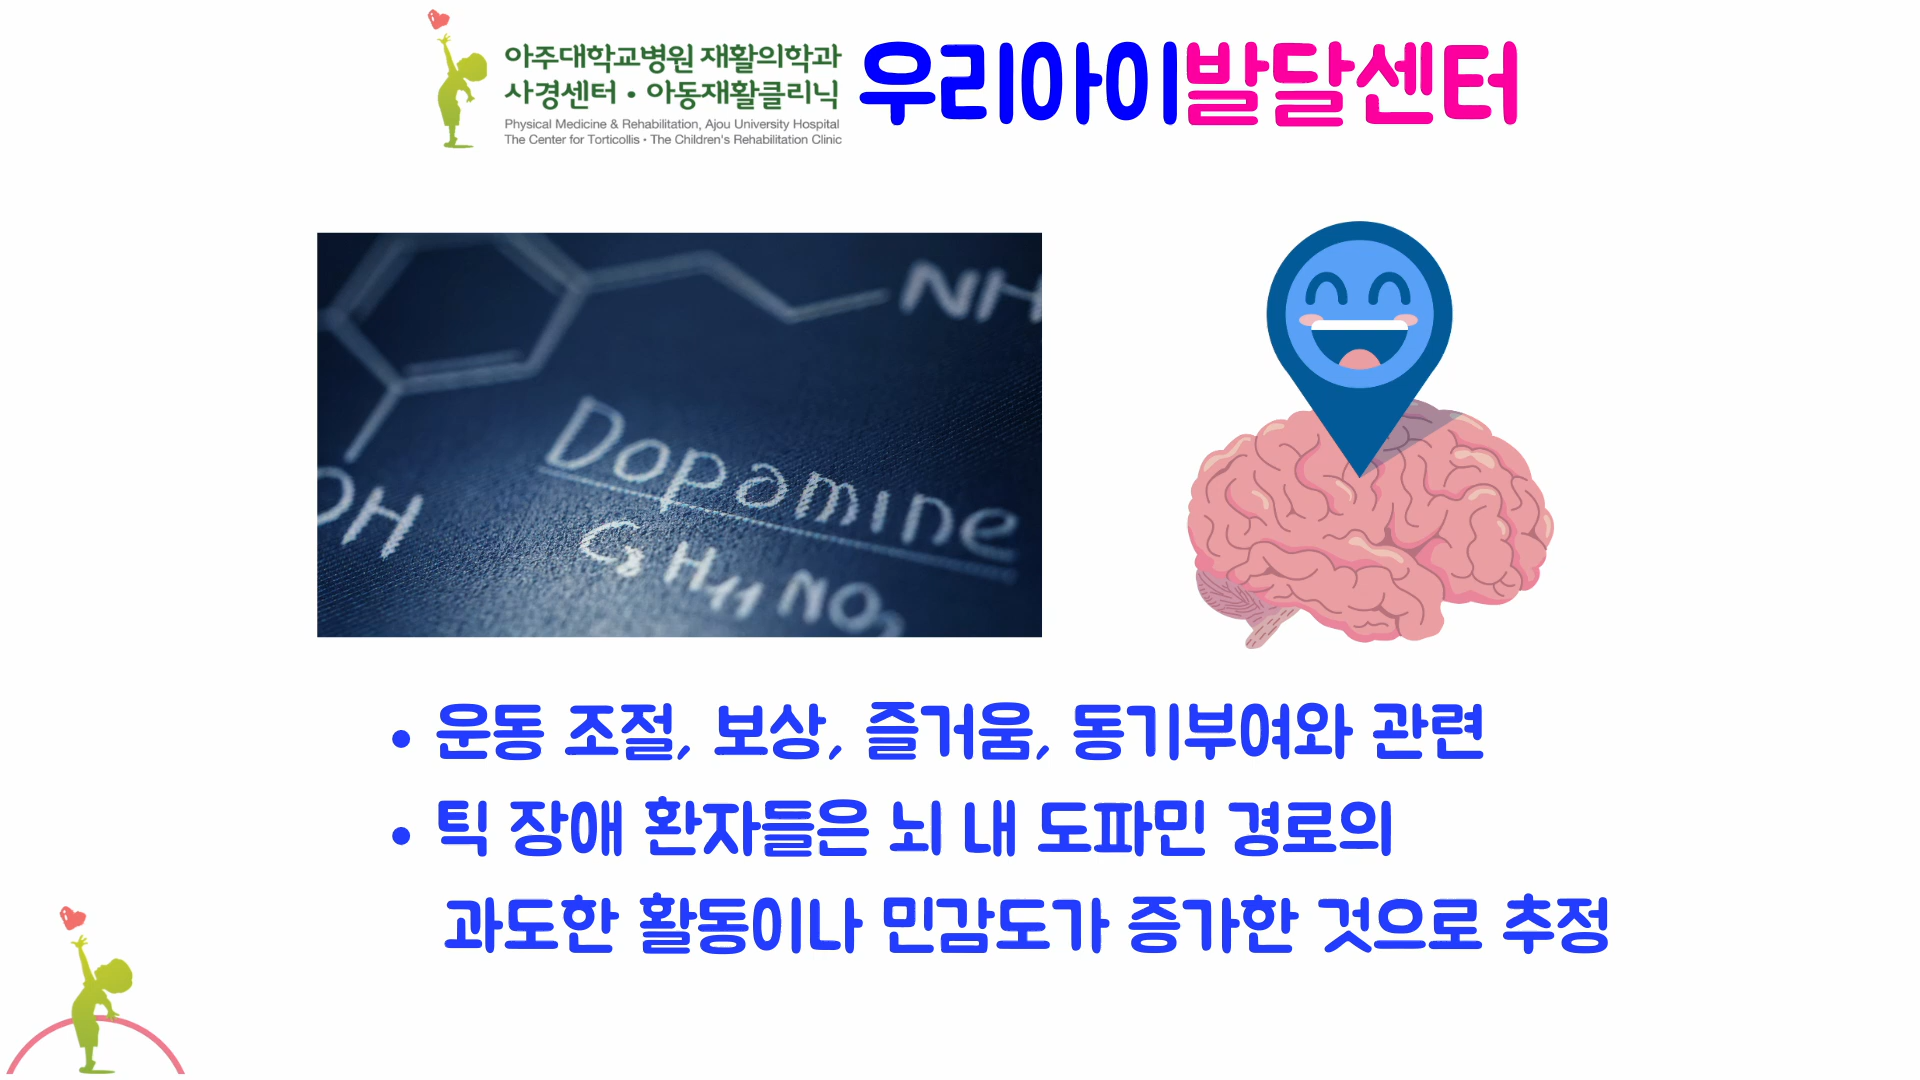 아주대학교병원 재활의학과
사경센터 • 아동재활클리닉
Physical Medicine & Rehabilitation, Ajou University Hospital
The Center for Torticollis • The Children's Rehabilitation Clinic
우리아이발달센터
NH
OH
Dopamine
C8 H11 NO2
• 운동 조절, 보상, 즐거움, 동기부여와 관련
• 틱 장애 환자들은 뇌 내 도파민 경로의
과도한 활동이나 민감도가 증가한 것으로 추정